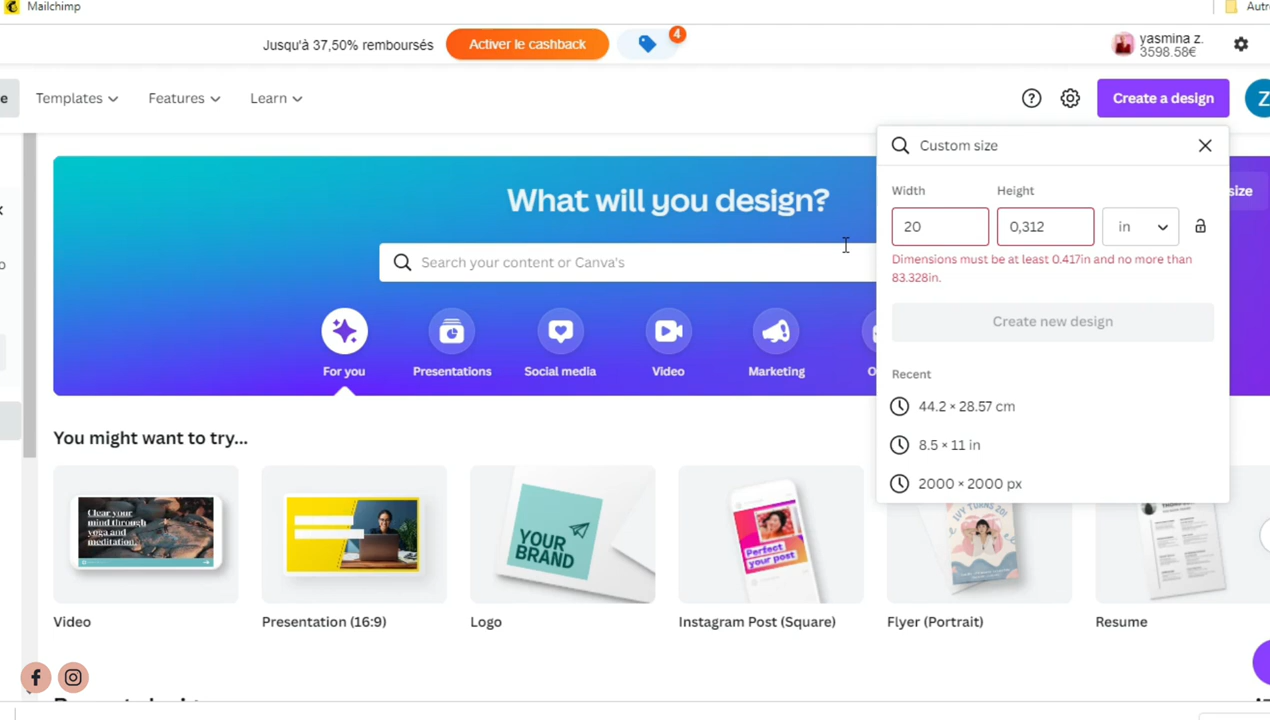 Mailchimp
Autr
Jusqu'à 37,50% remboursés
Activer le cashback
4
yasmina z.
3598.58€
e
Templates
Features
Learn
Create a design
Z
Custom size
size
Width
Height
20
0,312
in
Dimensions must be at least 0.417in and no more than
83.328in.
Create new design
Recent
44.2 × 28.57 cm
8.5 × 11 in
2000 × 2000 px
What will you design?
Search your content or Canva's
For you
Presentations
Social media
Video
Marketing
O
You might want to try...
Clear your
mind through
yoga and
meditation.
YOUR
BRAND
Perfect
your post
IVY TURNS 20!
Video
Presentation (16:9)
Logo
Instagram Post (Square)
Flyer (Portrait)
Resume